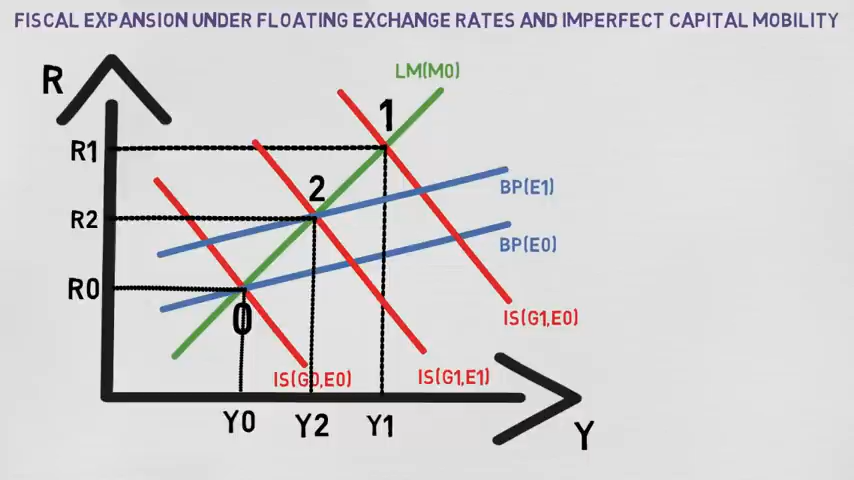 FISCAL EXPANSION UNDER FLOATING EXCHANGE RATES AND IMPERFECT CAPITAL MOBILITY
R
LM(M0)
1
R1
2
BP(E1)
R2
BP(E0)
R0
0
IS(G1,E0)
IS(G0,E0)
IS(G1,E1)
Y0
Y2
Y1
Y